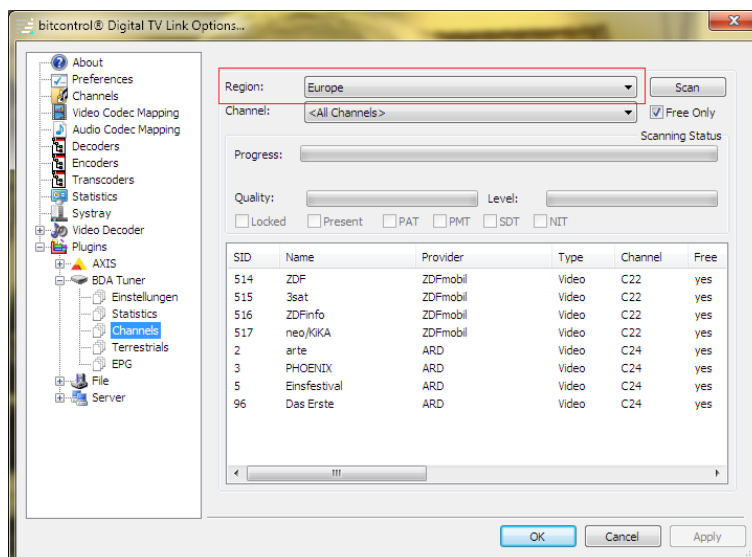 bitcontrol® Digital TV Link Options...
About
Preferences
Channels
Video Codec Mapping
Audio Codec Mapping
Decoders
Encoders
Transcoders
Statistics
Systray
Video Decoder
Plugins
AXIS
BDA Tuner
Einstellungen
Statistics
Channels
Terrestrials
EPG
File
Server
Region: Europe Scan
Channel: <All Channels> Free Only
Scanning Status
Progress:
Quality: Level:
Locked Present PAT PMT SDT NIT
SID Name Provider Type Channel Free
514 ZDF ZDFmobil Video C22 yes
515 3sat ZDFmobil Video C22 yes
516 ZDFinfo ZDFmobil Video C22 yes
517 neo/KiKA ZDFmobil Video C22 yes
2 arte ARD Video C24 yes
3 PHOENIX ARD Video C24 yes
5 Einsfestival ARD Video C24 yes
96 Das Erste ARD Video C24 yes
OK Cancel Apply